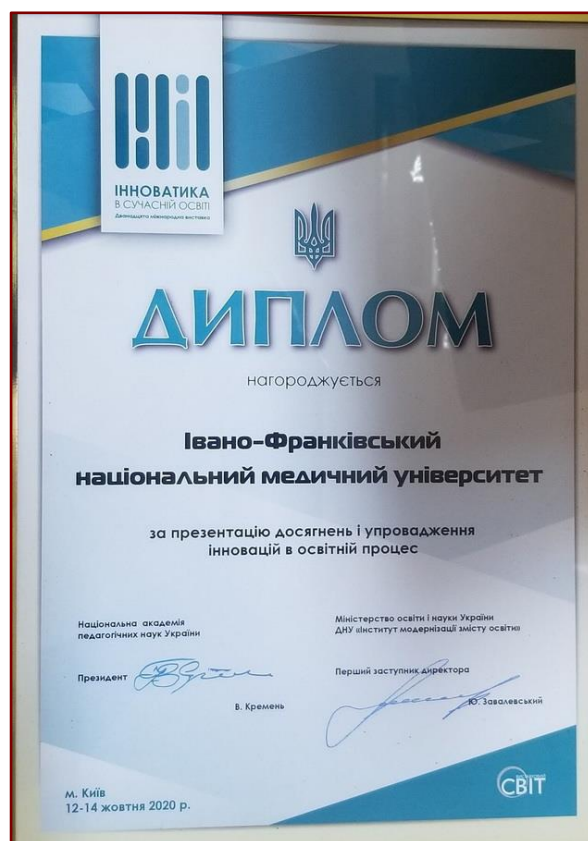 ІННОВАТИКА
В СУЧАСНІЙ ОСВІТІ
Дванадцята міжнародна виставка
ДИПЛОМ
нагороджується
Івано-Франківський
національний медичний університет
за презентацію досягнень і упровадження
інновацій в освітній процес
Національна академія
педагогічних наук України
Президент
В. Кремень
Міністерство освіти і науки України
ДНУ «Інститут модернізації змісту освіти»
Перший заступник директора
Ю. Завалевський
м. Київ
12-14 жовтня 2020 р.
СВІТ